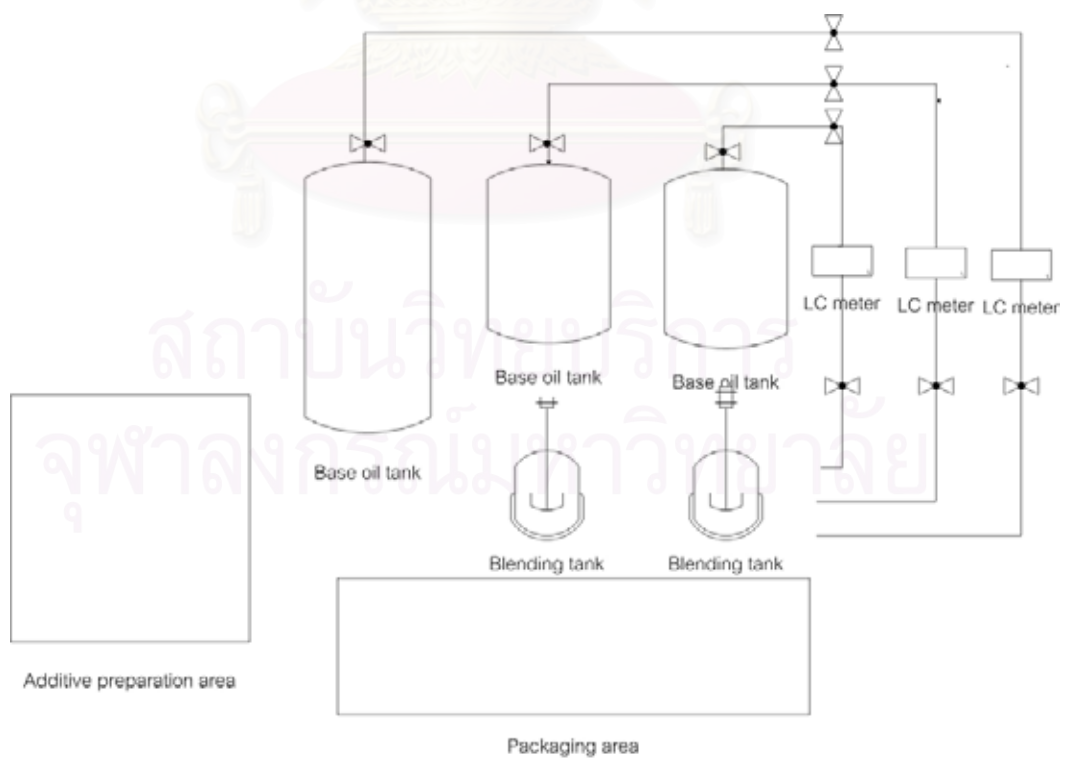 LC meter LC meter LC meter
Base oil tank
Base oil tank
Base oil tank
สถาบันวิทยบริการ
จุฬาลงกรณ์มหาวิทยาลัย
Blending tank Blending tank
Additive preparation area
Packaging area